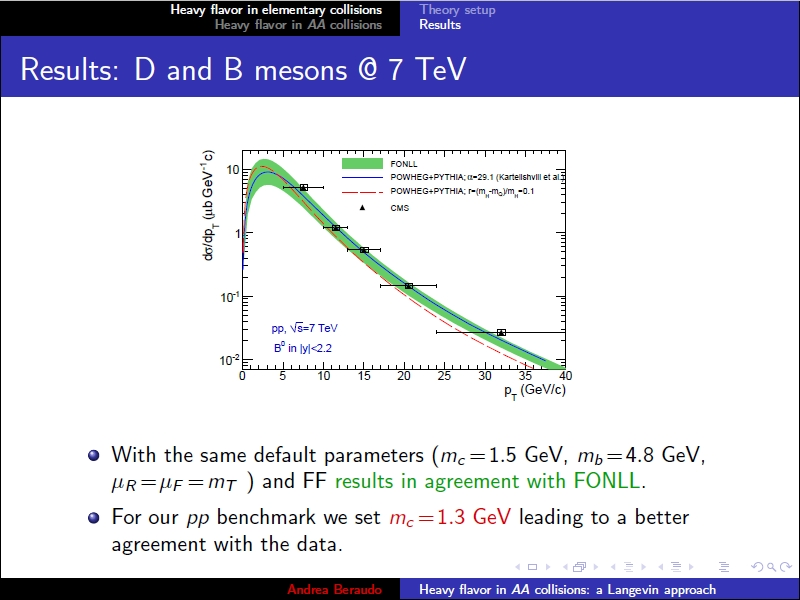 Heavy flavor in elementary collisions
Heavy flavor in AA collisions
Theory setup
Results
Results: D and B mesons @ 7 TeV
dσ/dp_T (μb GeV⁻¹ c)
10
1
10⁻¹
10⁻²
FONLL
POWHEG+PYTHIA; α=29.1 (Kartelishvili et al.
POWHEG+PYTHIA; r=(m_H-m_Q)/m_H=0.1
CMS
pp, √s=7 TeV
B⁰ in |y|<2.2
0 5 10 15 20 25 30 35 40
p_T (GeV/c)
With the same default parameters (m_c = 1.5 GeV, m_b = 4.8 GeV,
μ_R = μ_F = m_T ) and FF results in agreement with FONLL.
For our pp benchmark we set m_c = 1.3 GeV leading to a better
agreement with the data.
Andrea Beraudo
Heavy flavor in AA collisions: a Langevin approach